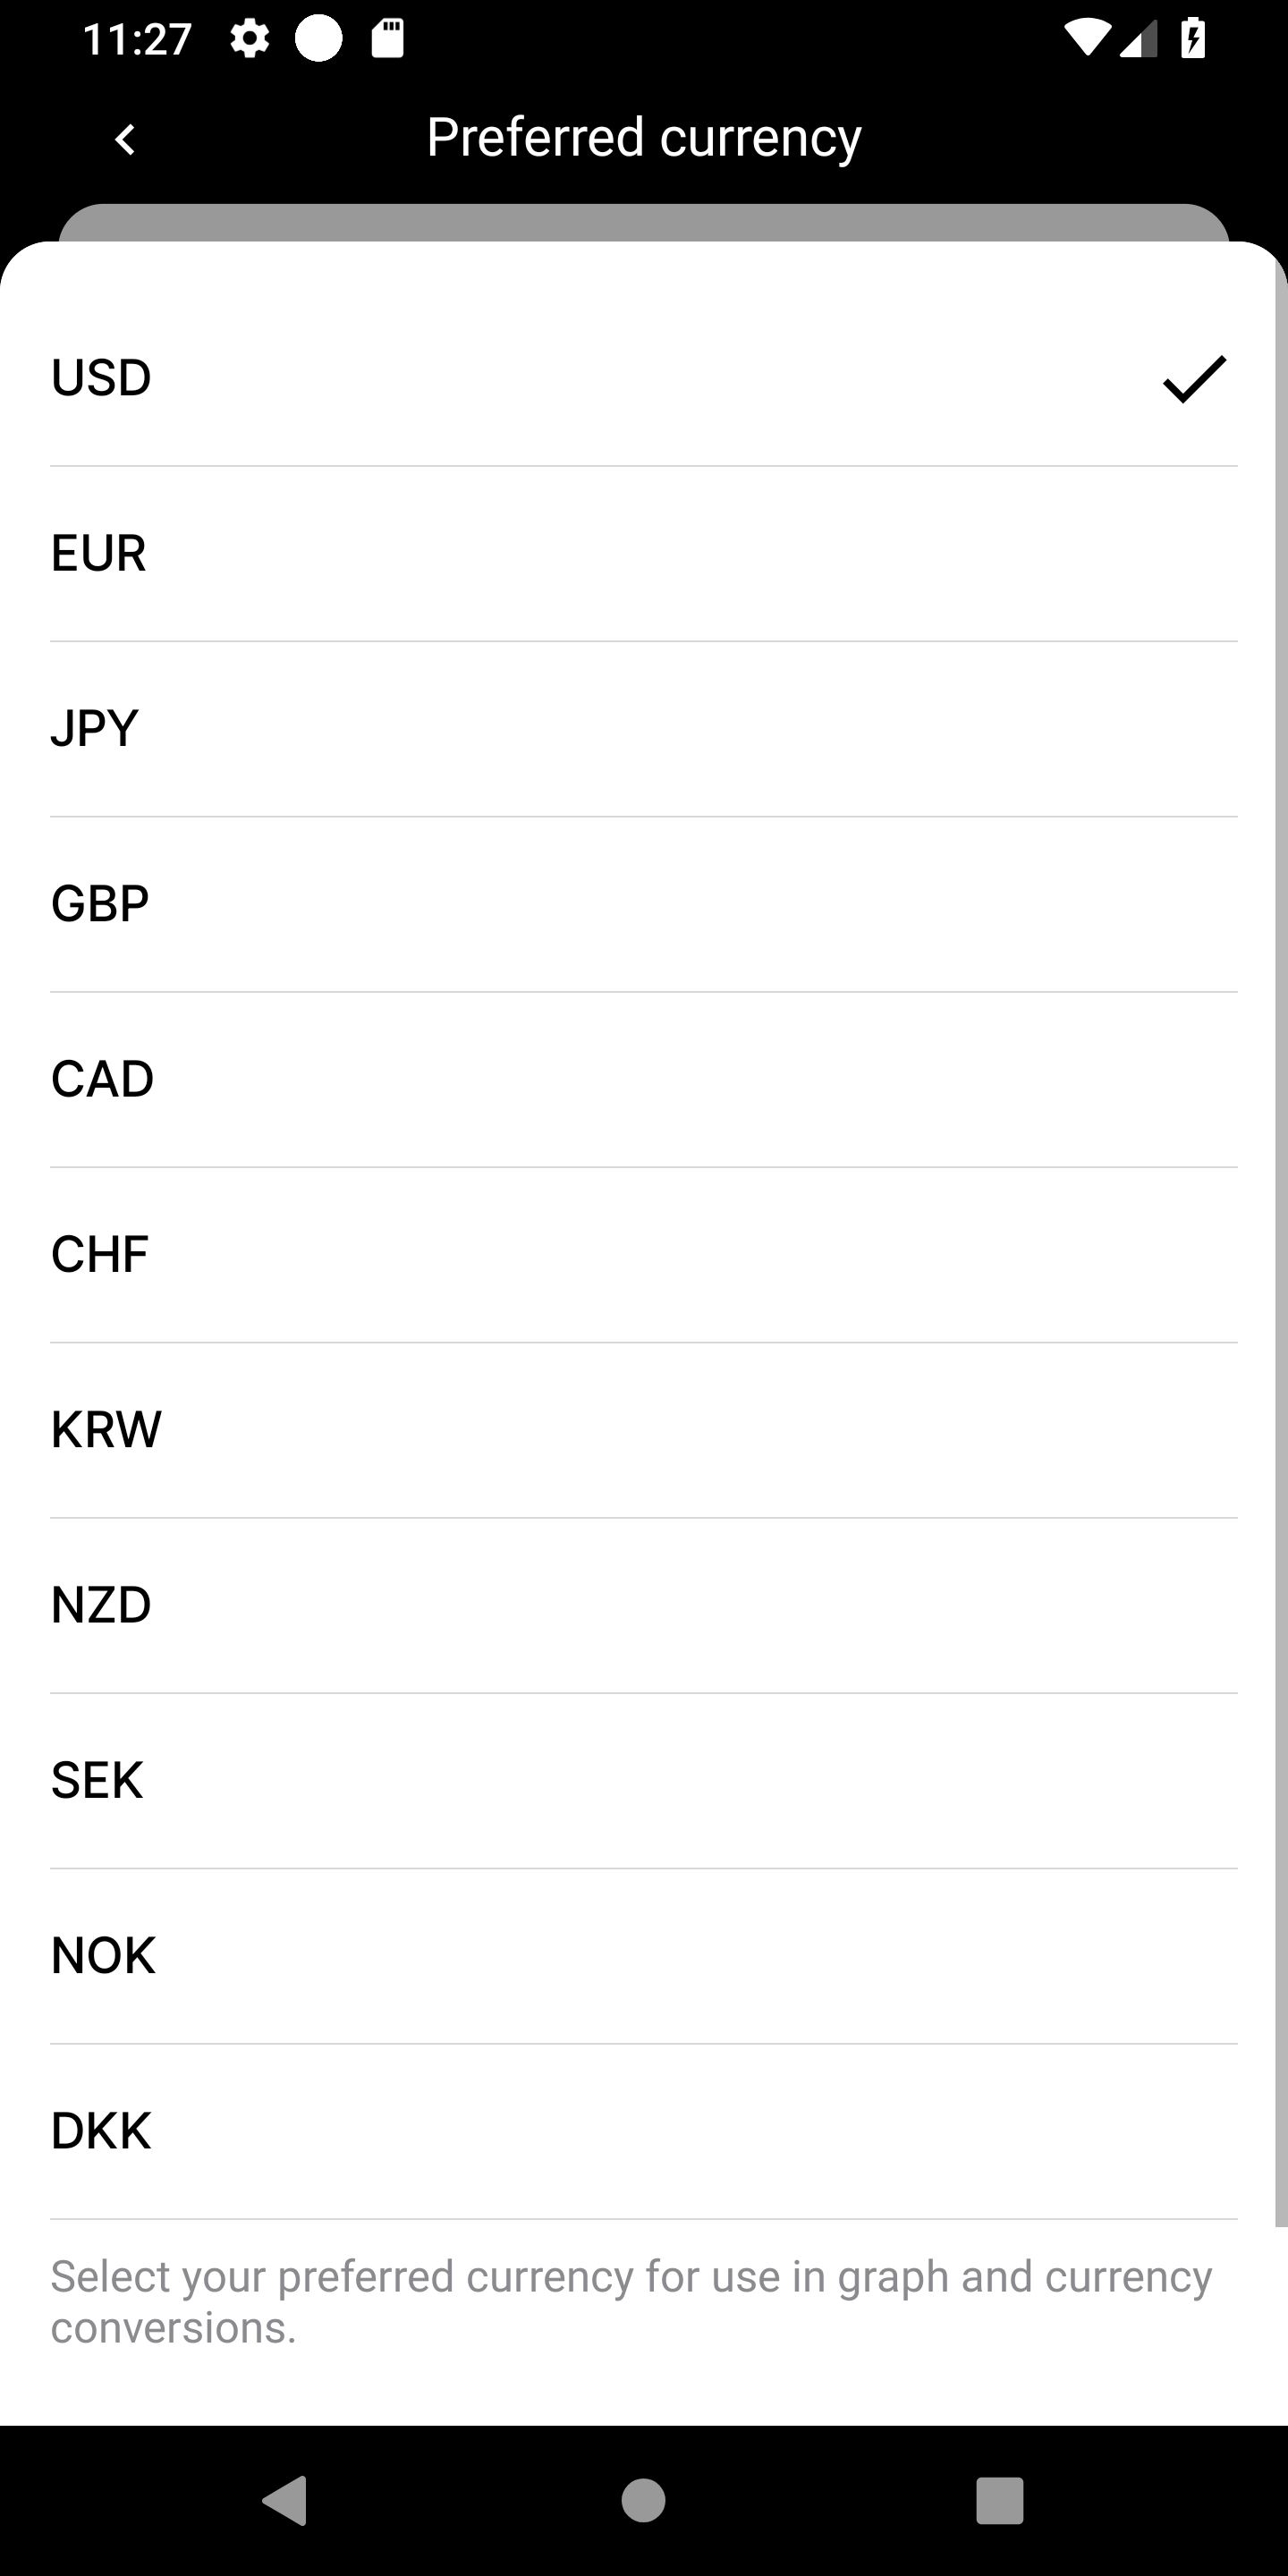 11:27
Preferred currency
USD
EUR
JPY
GBP
CAD
CHF
KRW
NZD
SEK
NOK
DKK
Select your preferred currency for use in graph and currency
conversions.